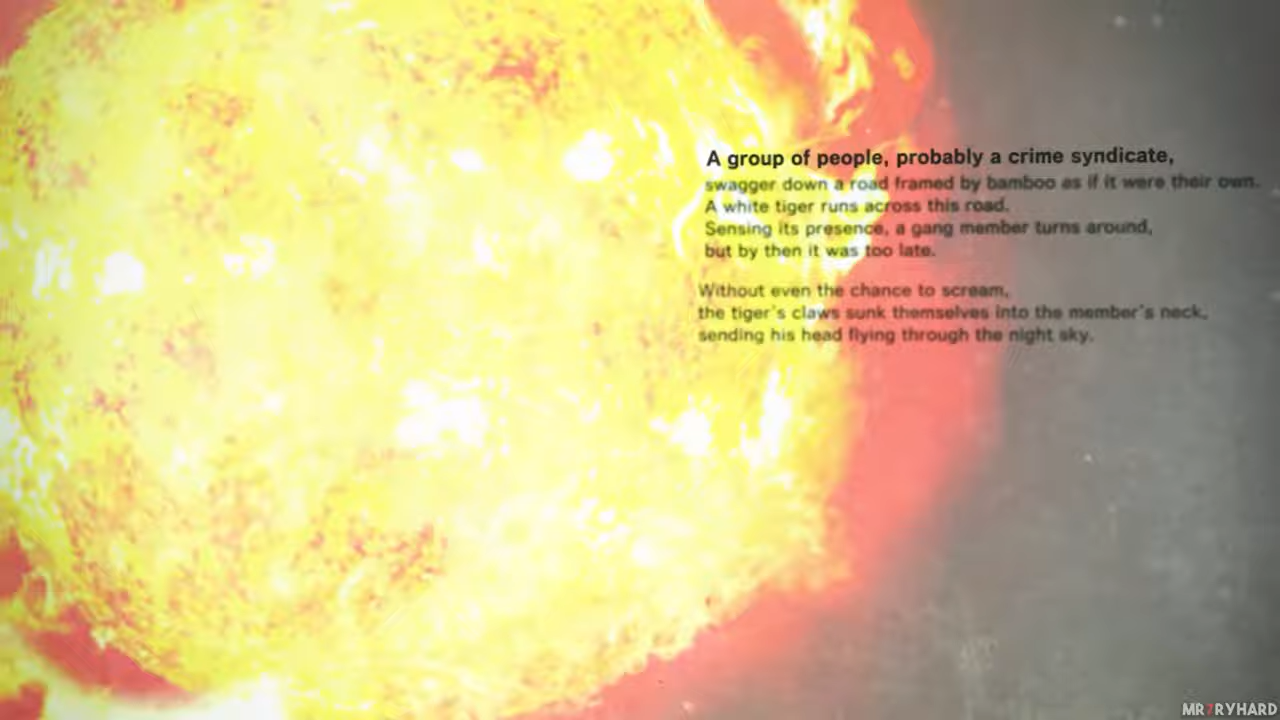 A group of people, probably a crime syndicate,
swagger down a road framed by bamboo as if it were their own.
A white tiger runs across this road.
Sensing its presence, a gang member turns around,
but by then it was too late.
Without even the chance to scream,
the tiger's claws sunk themselves into the member's neck,
sending his head flying through the night sky.
MR7RYHARD